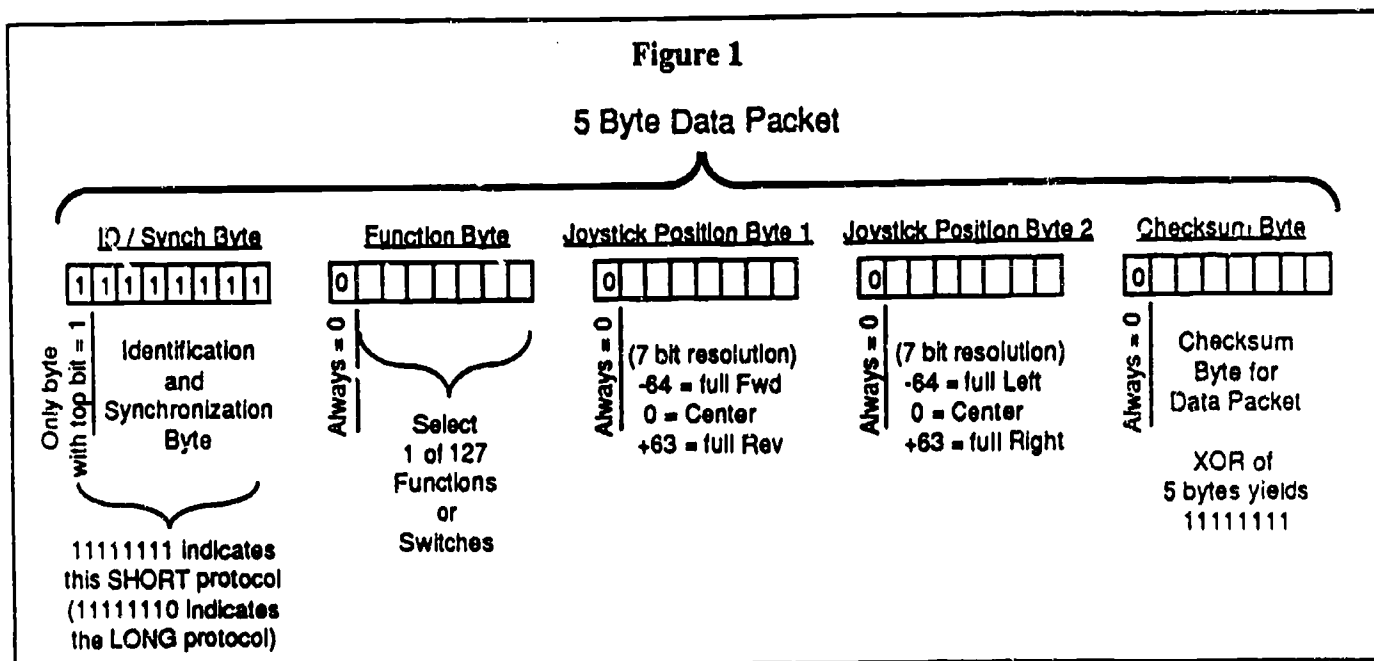 Figure 1
5 Byte Data Packet
ID / Synch Byte
1 1 1 1 1 1 1 1
Only byte
with top bit = 1
Identification
and
Synchronization
Byte
11111111 indicates
this SHORT protocol
(11111110 indicates
the LONG protocol)
Function Byte
0
Always = 0
Select
1 of 127
Functions
or
Switches
Joystick Position Byte 1
0
Always = 0
(7 bit resolution)
-64 = full Fwd
0 = Center
+63 = full Rev
Joystick Position Byte 2
0
Always = 0
(7 bit resolution)
-64 = full Left
0 = Center
+63 = full Right
Checksum Byte
0
Always = 0
Checksum
Byte for
Data Packet
XOR of
5 bytes yields
11111111